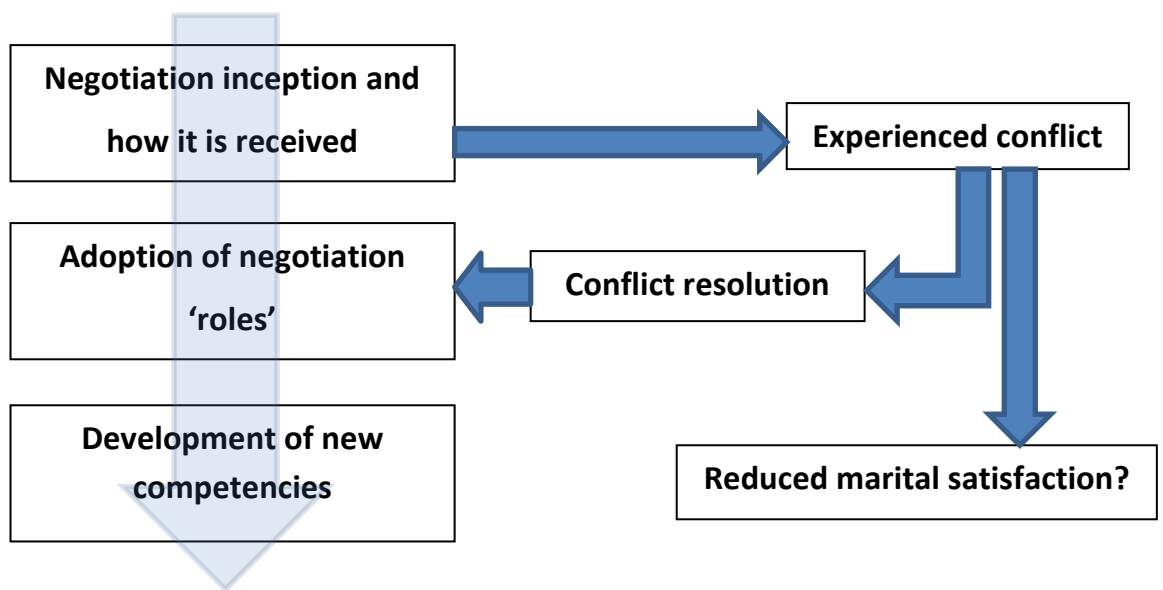 Negotiation inception and
how it is received
Experienced conflict
Adoption of negotiation
‘roles’
Conflict resolution
Development of new
competencies
Reduced marital satisfaction?